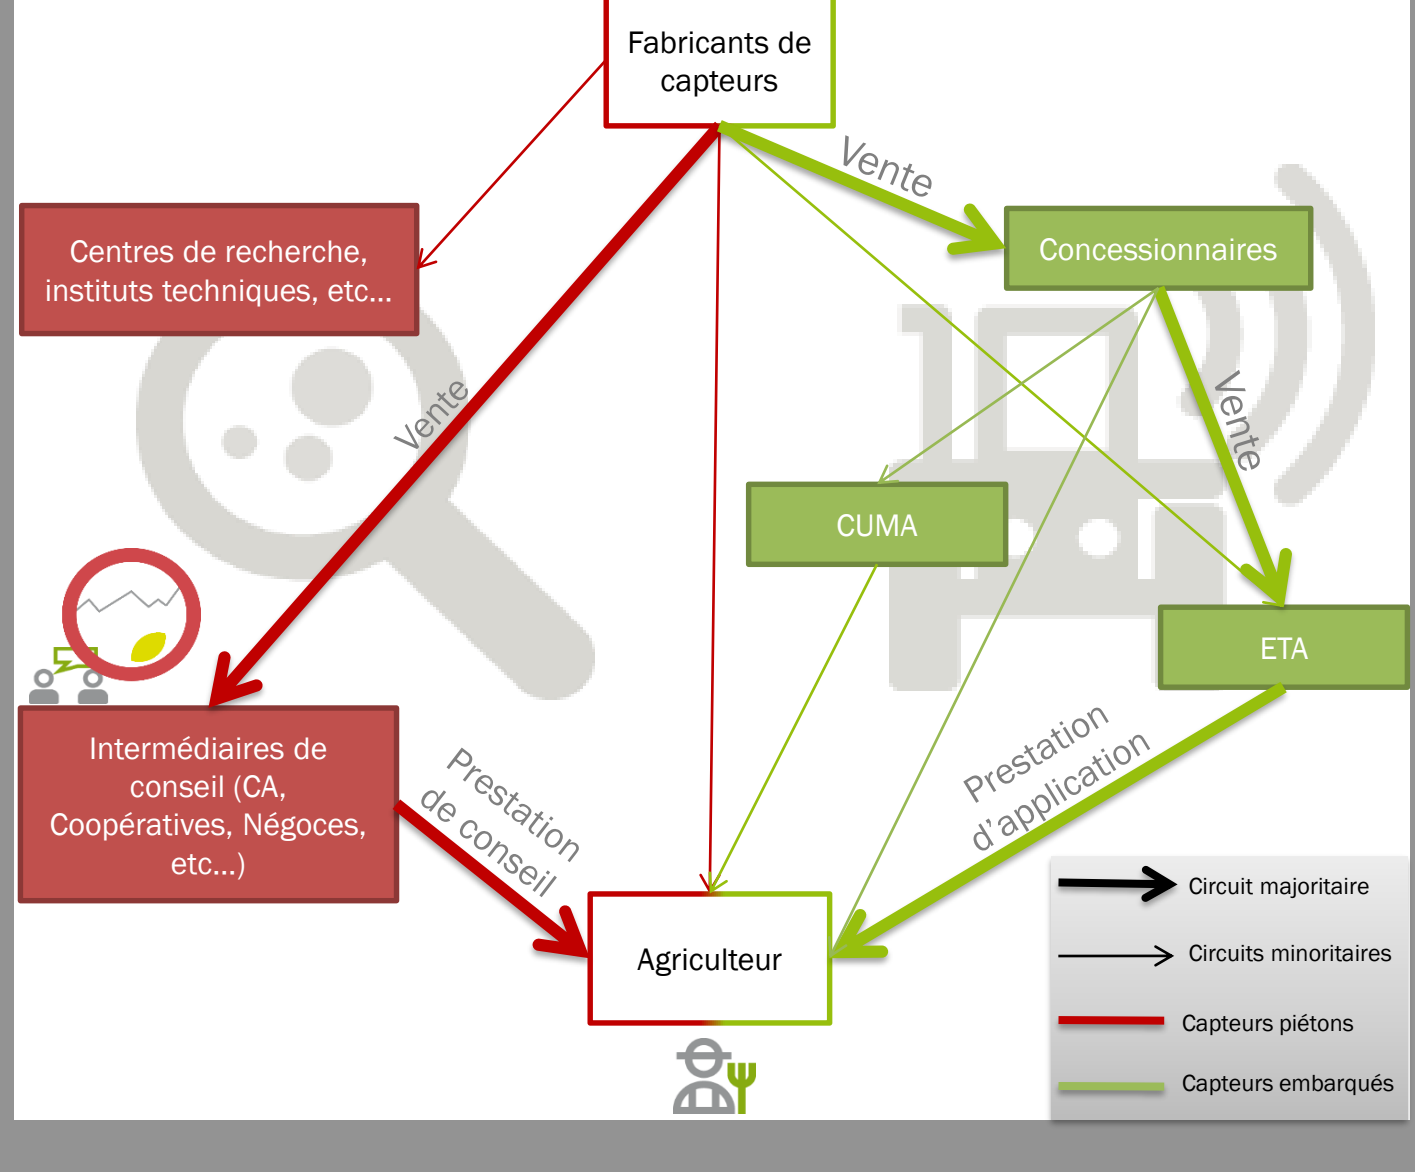 Fabricants de
capteurs
Vente
Centres de recherche,
instituts techniques, etc...
Concessionnaires
Vente
Vente
CUMA
ETA
Intermédiaires de
conseil (CA,
Coopératives, Négoces,
etc...)
Prestation
de conseil
Prestation
d'application
Agriculteur
Circuit majoritaire
Circuits minoritaires
Capteurs piétons
Capteurs embarqués